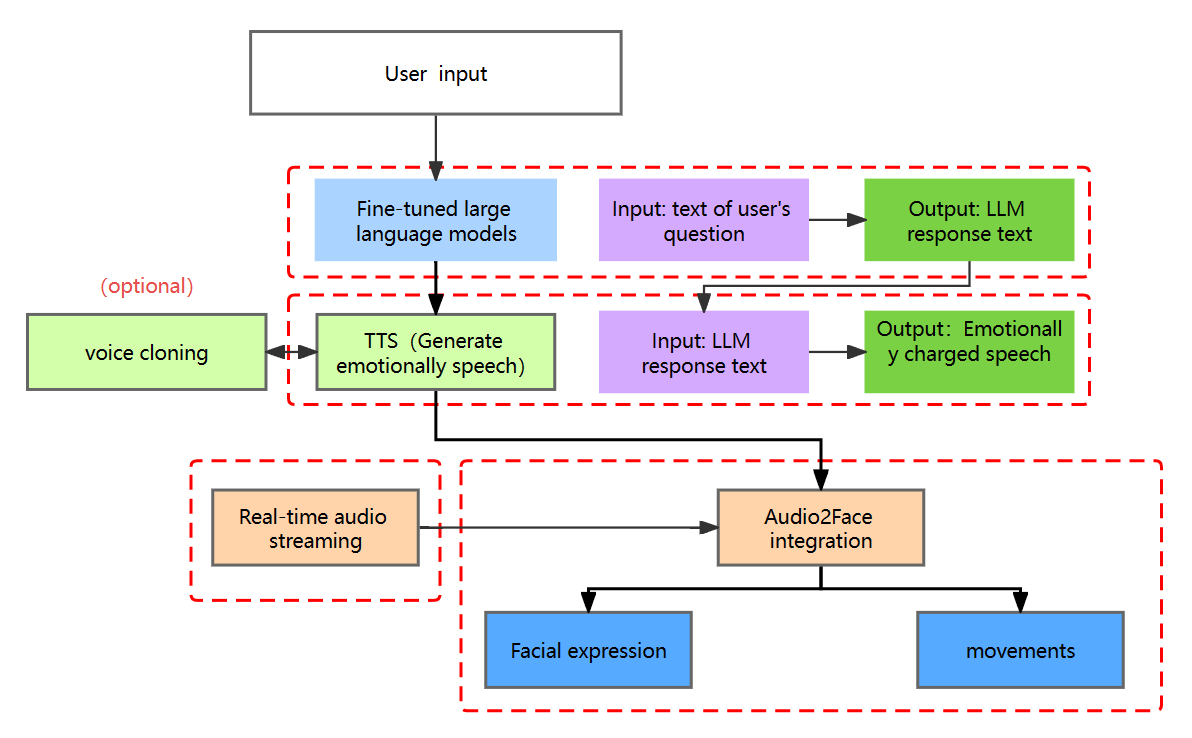 User  input
Fine-tuned large
language models
Input: text of user's
question
Output: LLM
response text
(optional)
voice cloning
TTS（Generate
emotionally speech）
Input: LLM
response text
Output： Emotionall
y charged speech
Real-time audio
streaming
Audio2Face
integration
Facial expression
movements